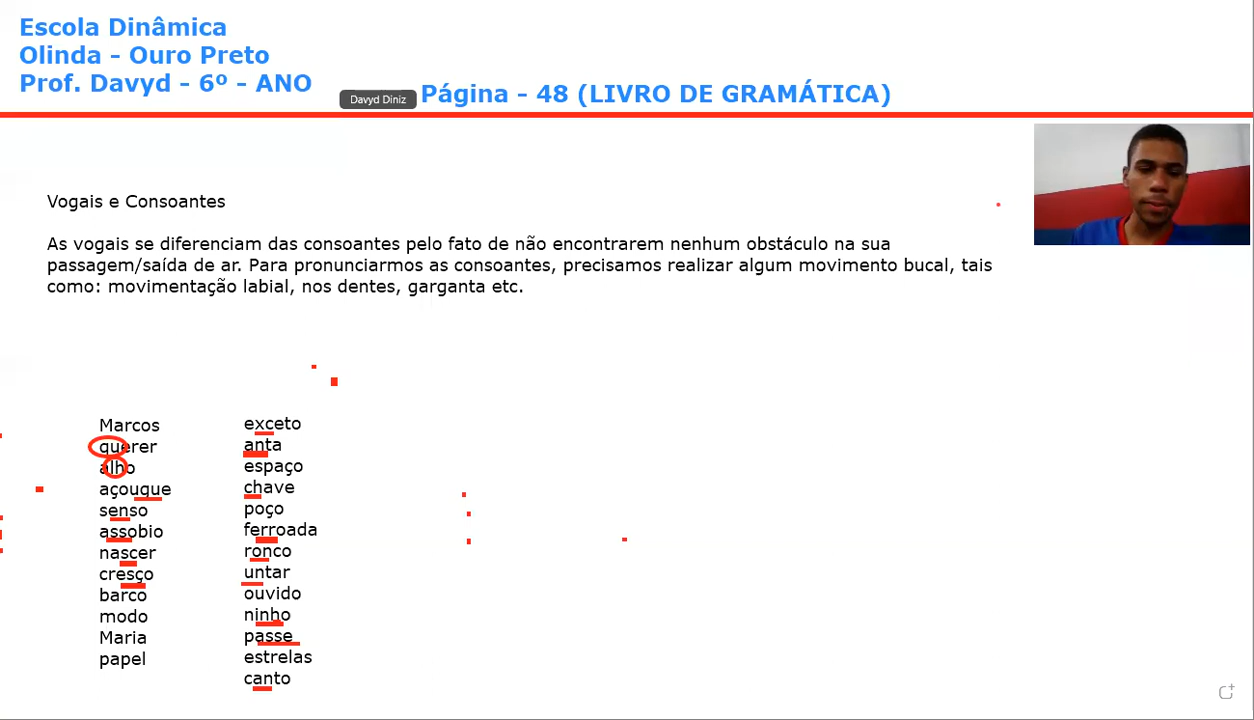 Escola Dinâmica
Olinda - Ouro Preto
Prof. Davyd - 6º - ANO
Davyd Diniz
Página - 48 (LIVRO DE GRAMÁTICA)
Vogais e Consoantes
As vogais se diferenciam das consoantes pelo fato de não encontrarem nenhum obstáculo na sua
passagem/saída de ar. Para pronunciarmos as consoantes, precisamos realizar algum movimento bucal, tais
como: movimentação labial, nos dentes, garganta etc.
Marcos
querer
alho
açougue
senso
assobio
nascer
cresço
barco
modo
Maria
papel
exceto
anta
espaço
chave
poço
ferroada
ronco
untar
ouvido
ninho
passe
estrelas
canto